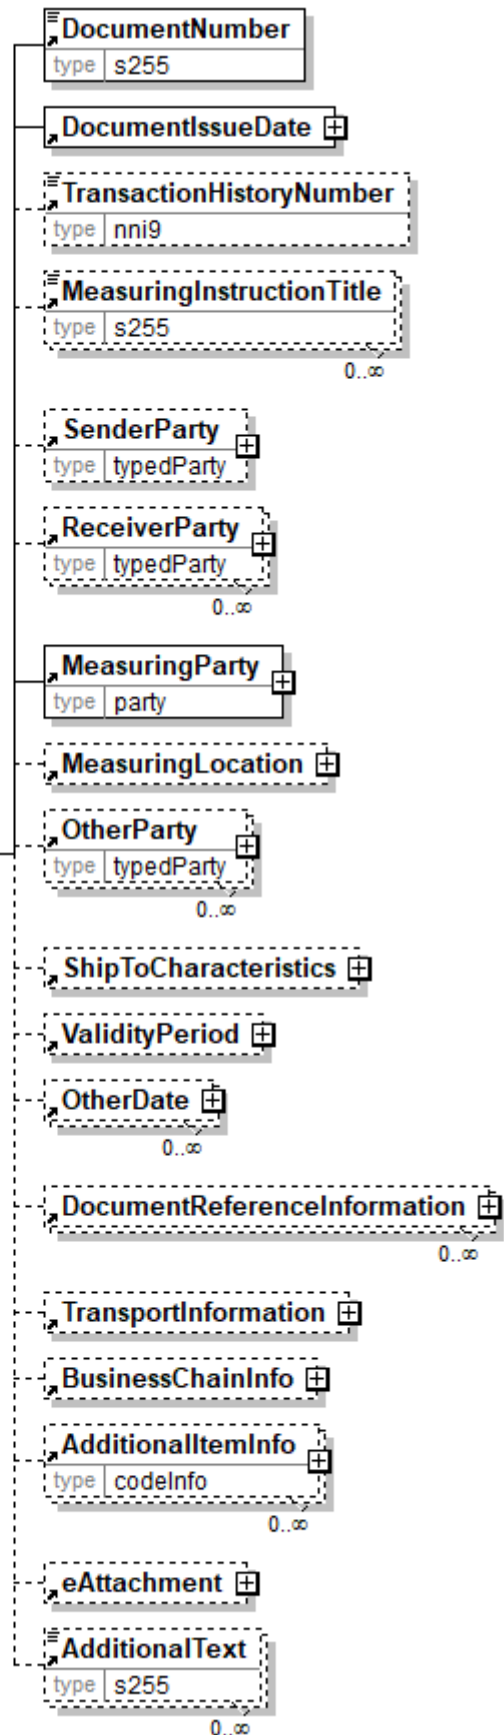 DocumentNumber
type s255
DocumentIssueDate
TransactionHistoryNumber
type nni9
MeasuringInstructionTitle
type s255
0..∞
SenderParty
type typedParty
ReceiverParty
type typedParty
0..∞
MeasuringParty
type party
MeasuringLocation
OtherParty
type typedParty
0..∞
ShipToCharacteristics
ValidityPeriod
OtherDate
0..∞
DocumentReferenceInformation
0..∞
TransportInformation
BusinessChainInfo
AdditionalItemInfo
type codeInfo
0..∞
eAttachment
AdditionalText
type s255
0..∞